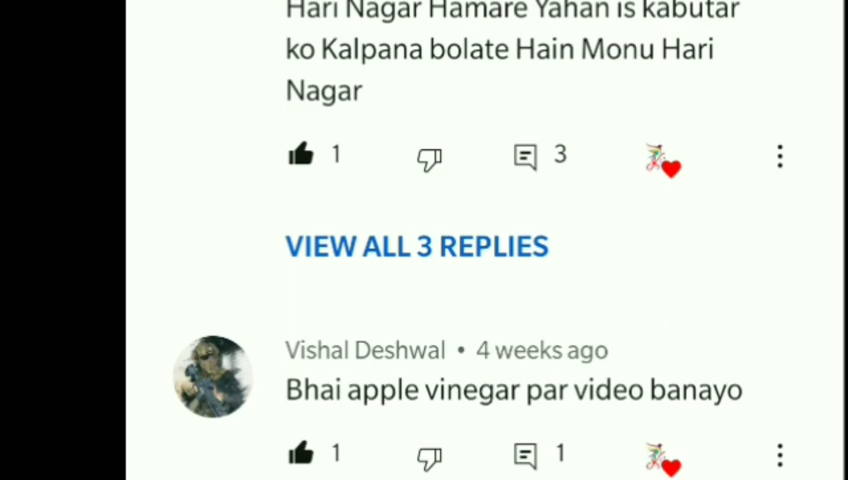 Hari Nagar Hamare Yahan is kabutar
ko Kalpana bolate Hain Monu Hari
Nagar
1
3
VIEW ALL 3 REPLIES
Vishal Deshwal • 4 weeks ago
Bhai apple vinegar par video banayo
1
1